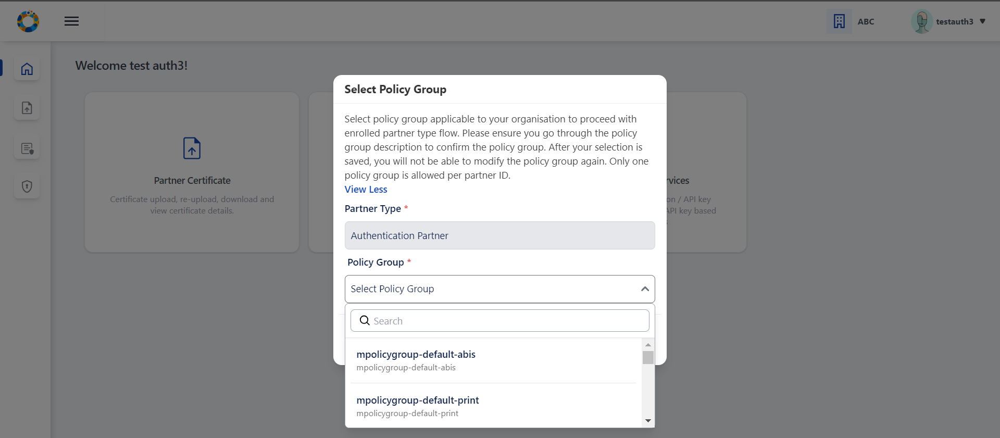 ABC
testauth3
Welcome test auth3!
Partner Certificate
Certificate upload, re-upload, download and
view certificate details.
Select Policy Group
Select policy group applicable to your organisation to proceed with
enrolled partner type flow. Please ensure you go through the policy
group description to confirm the policy group. After your selection is
saved, you will not be able to modify the policy group again. Only one
policy group is allowed per partner ID.
View Less
Partner Type *
Authentication Partner
Policy Group *
Select Policy Group
Search
mpolicygroup-default-abis
mpolicygroup-default-abis
mpolicygroup-default-print
mpolicygroup-default-print
/ API key
API key based